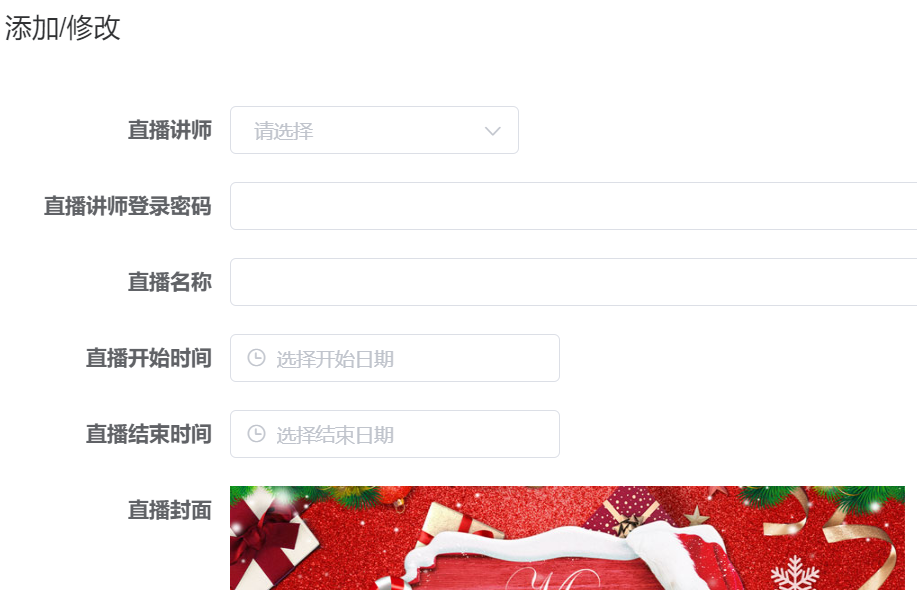 添加/修改
直播讲师 请选择
直播讲师登录密码
直播名称
直播开始时间 选择开始日期
直播结束时间 选择结束日期
直播封面